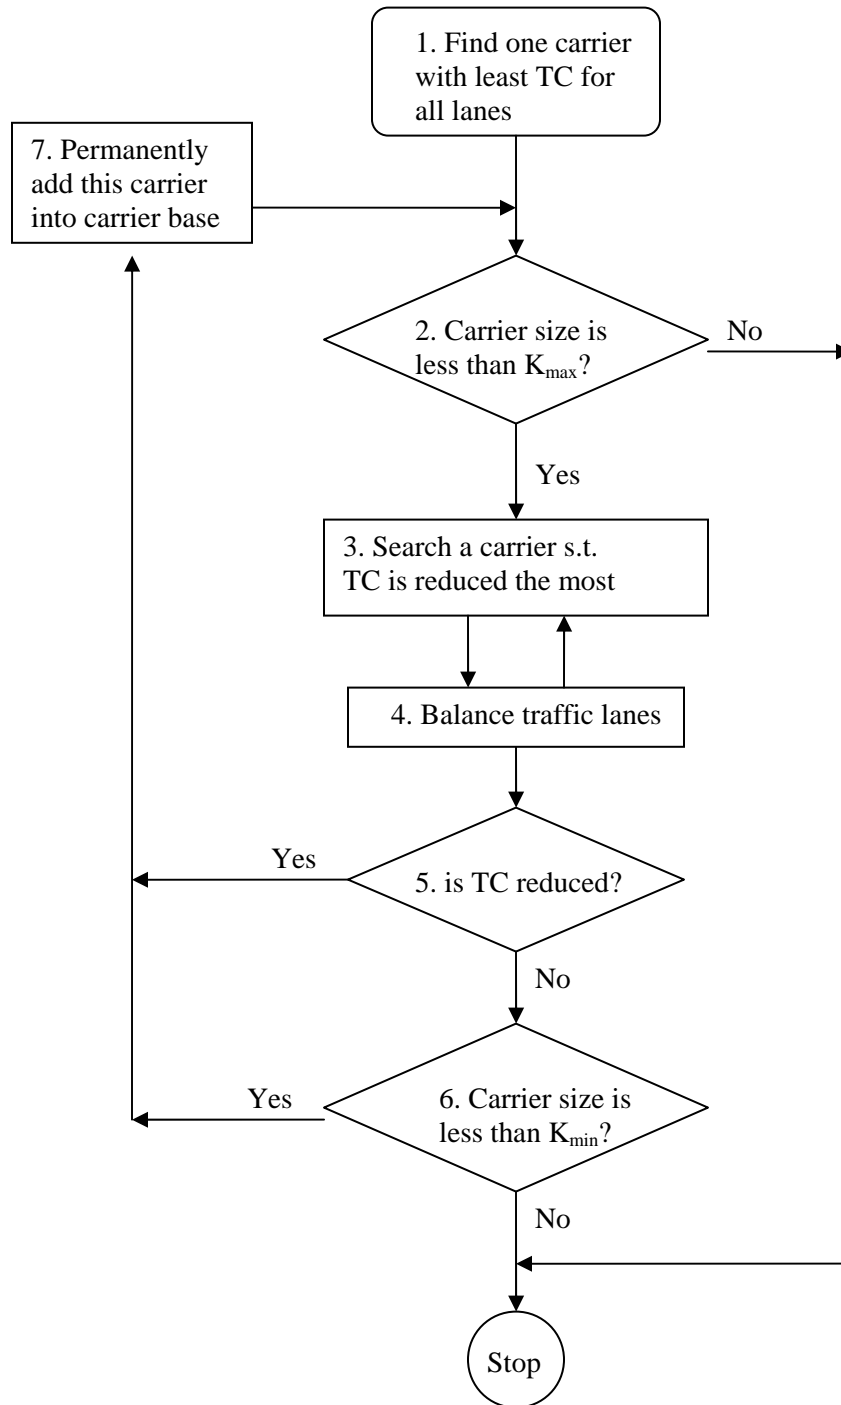 1. Find one carrier
with least TC for
all lanes
7. Permanently
add this carrier
into carrier base
2. Carrier size is
less than Kmax?
No
Yes
3. Search a carrier s.t.
TC is reduced the most
4. Balance traffic lanes
Yes
5. is TC reduced?
No
Yes
6. Carrier size is
less than Kmin?
No
Stop